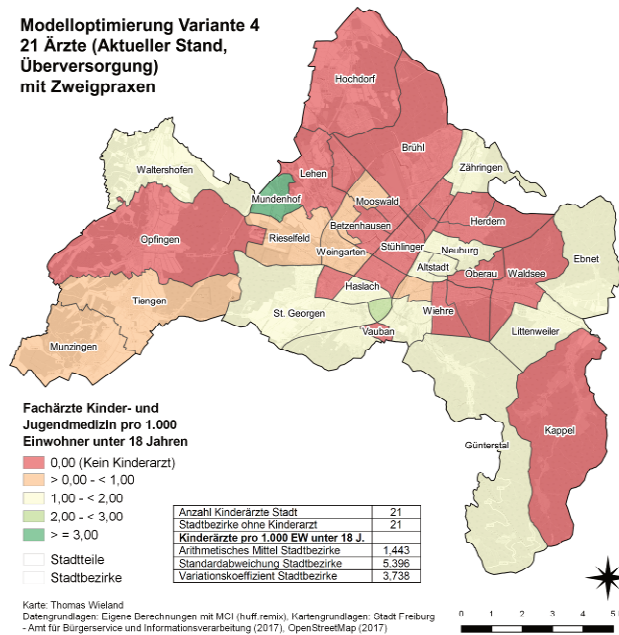 Modelloptimierung Variante 4
21 Ärzte (Aktueller Stand,
Überversorgung)
mit Zweigpraxen
Hochdorf
Brühl
Zähringen
Waltershofen
Lehen
Mundenhof
Mooswald
Herdern
Betzenhausen
Opfingen
Rieselfeld
Stühlinger
Neuburg
Weingarten
Altstadt
Oberau
Waldsee
Ebnet
Tiengen
Haslach
St. Georgen
Wiehre
Littenweiler
Vauban
Munzingen
Kappel
Günterstal
Fachärzte Kinder- und
Jugendmedizin pro 1.000
Einwohner unter 18 Jahren
0,00 (Kein Kinderarzt)
> 0,00 - < 1,00
1,00 - < 2,00
2,00 - < 3,00
> = 3,00
Stadtteile
Stadtbezirke
Anzahl Kinderärzte Stadt 21
Stadtbezirke ohne Kinderarzt 21
Kinderärzte pro 1.000 EW unter 18 J.
Arithmetisches Mittel Stadtbezirke 1,443
Standardabweichung Stadtbezirke 5,396
Variationskoeffizient Stadtbezirke 3,738
Karte: Thomas Wieland
Datengrundlagen: Eigene Berechnungen mit MCI (huff.remix), Kartengrundlagen: Stadt Freiburg
- Amt für Bürgerservice und Informationsverarbeitung (2017), OpenStreetMap (2017)
0 1 2 3 4 5